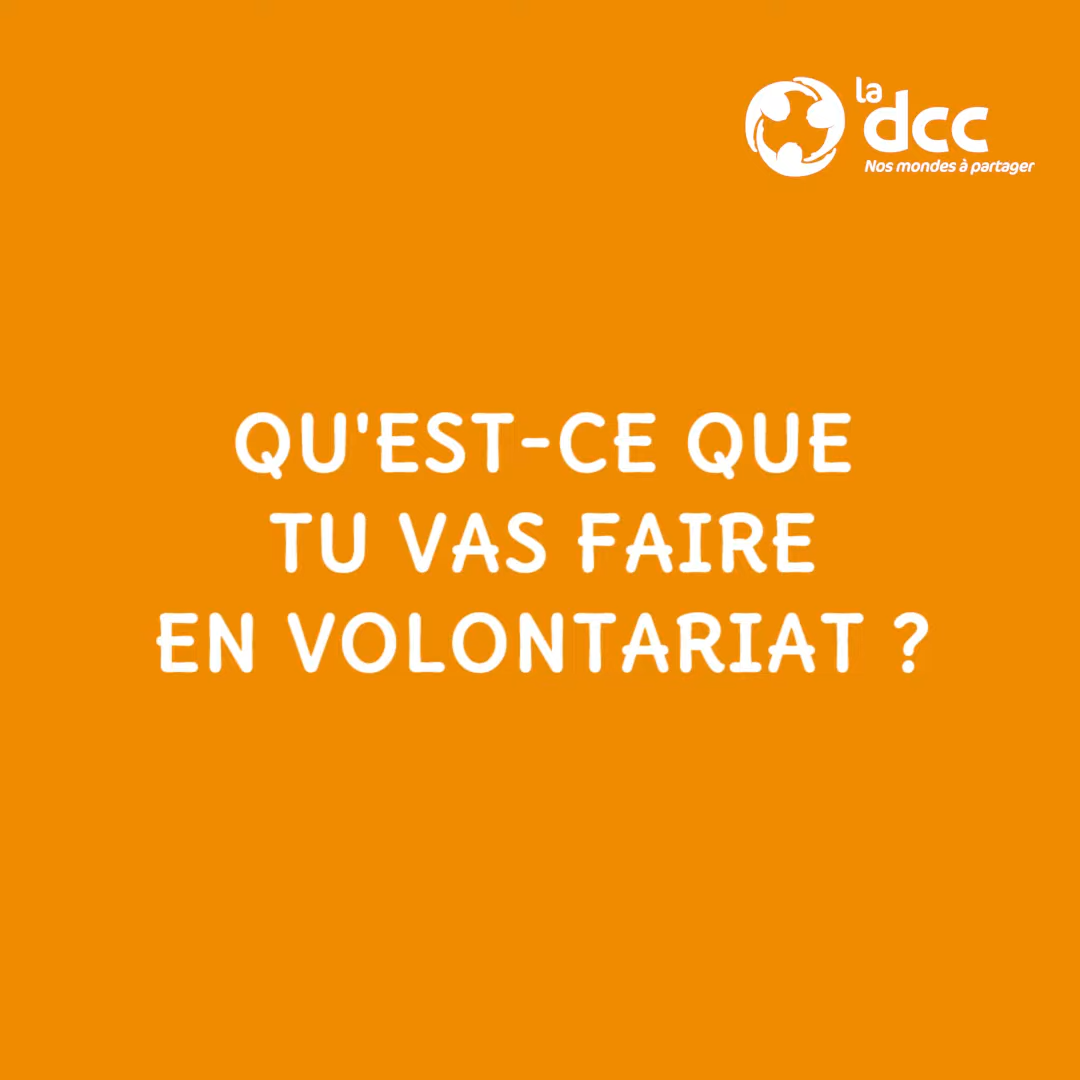 la
dcc
Nos mondes à partager
QU'EST-CE QUE
TU VAS FAIRE
EN VOLONTARIAT ?